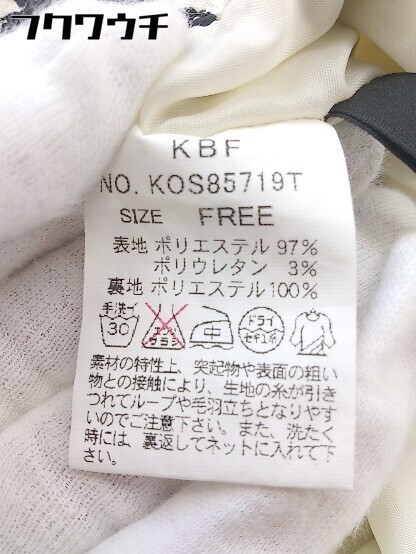 フクワウチ
KBF
NO. KOS85719T
SIZE FREE
表地 ポリエステル 97%
ポリウレタン 3%
裏地 ポリエステル 100%
手洗イ
30
エンソ
サラシ
中
ドライ
セキユ系
素材の特性上、突起物や表面の粗い
物との接触により、生地の糸が引き
つれてループや毛羽立ちとなりやす
いのでご注意下さい。また、洗たく
時には、裏返してネットに入れて下